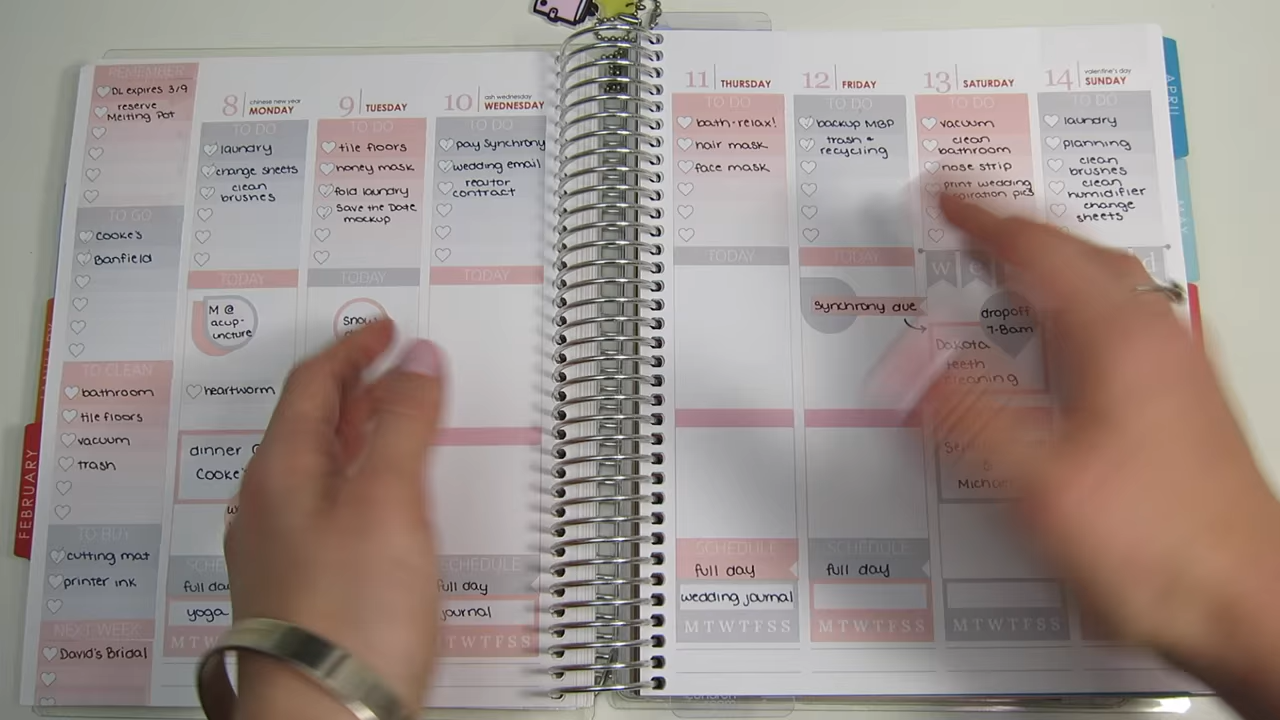 REMEMBER
DL expires 3/9
reserve
Melting Pot
TO GO
Cooke's
Banfield
TO CLEAN
bathroom
tile floors
vacuum
trash
TO BUY
cutting mat
printer ink
NEXT WEEK
David's Bridal
FEBRUARY
8 chinese new year
MONDAY
TO DO
laundry
change sheets
clean
brushes
TODAY
M @
acup-
uncture
heartworm
dinner
Cooke's
full day
yoga
M T W
9 TUESDAY
TO DO
tile floors
honey mask
fold laundry
Save the Date
mockup
TODAY
10 ash wednesday
WEDNESDAY
TO DO
pay Synchrony
wedding email
realtor
contract
TODAY
SCHEDULE
full day
journal
M T W T F S S
11 THURSDAY
TO DO
bath-relax!
hair mask
face mask
TODAY
SCHEDULE
full day
wedding journal
M T W T F S S
12 FRIDAY
TO DO
backup MBP
trash +
recycling
TODAY
Synchrony due
SCHEDULE
full day
M T W T F S S
13 SATURDAY
TO DO
vacuum
clean
bathroom
nose strip
print wedding
dropoff
7-8am
Dakota
teeth
cleaning
M T W T F S S
14 valentine's day
SUNDAY
TO DO
laundry
planning
clean
brushes
clean
humidifier
change
sheets
APRIL
MAY